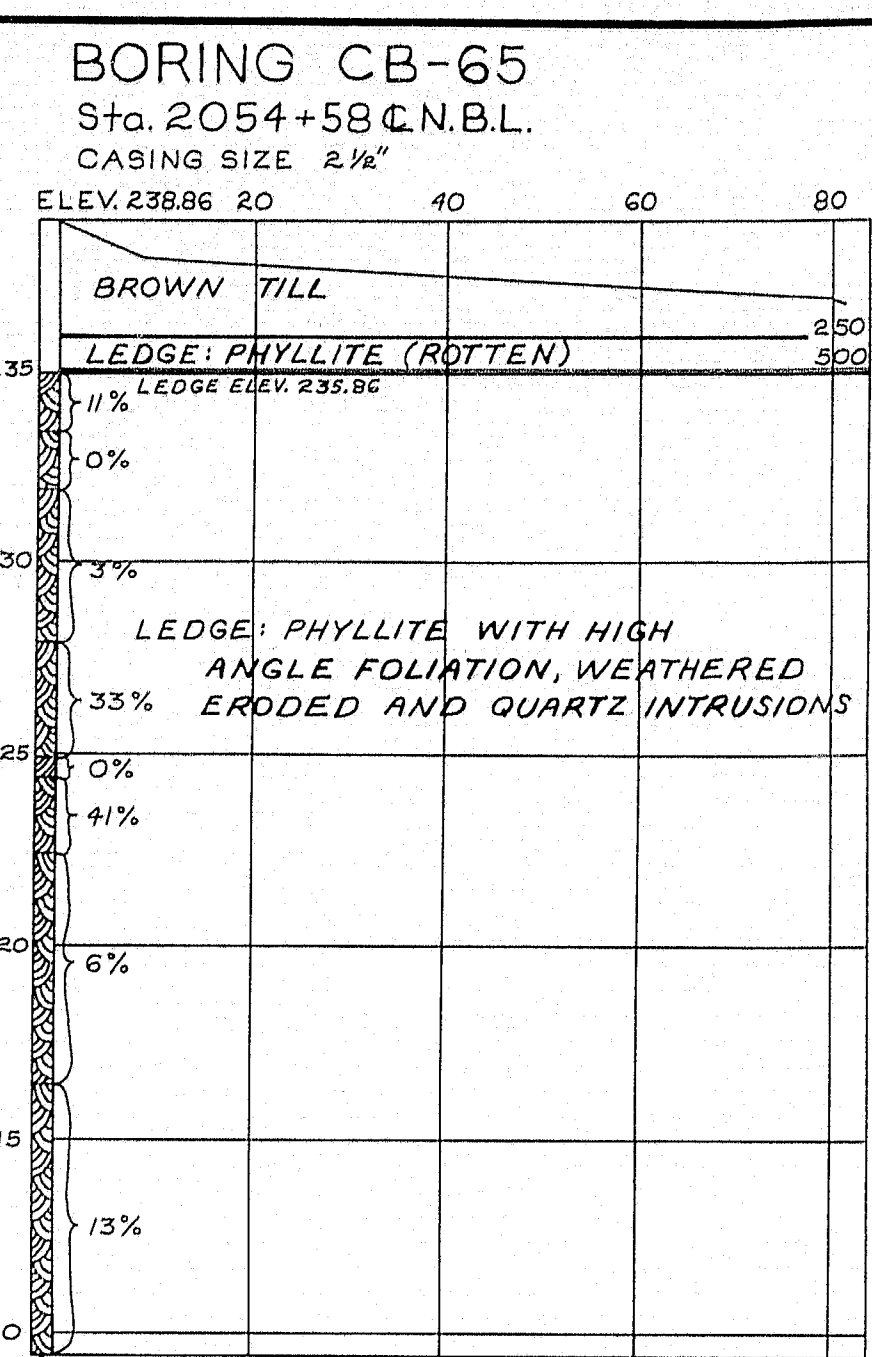 BORING CB-65
Sta. 2054+58 ℄ N.B.L.
CASING SIZE 2 1/2"
ELEV. 238.86 20 40 60 80
BROWN TILL
250
LEDGE: PHYLLITE (ROTTEN)
500
35
LEDGE ELEV. 235.86
11%
0%
30
3%
LEDGE: PHYLLITE WITH HIGH
ANGLE FOLIATION, WEATHERED
33% ERODED AND QUARTZ INTRUSIONS
25
0%
41%
20
6%
15
13%
0